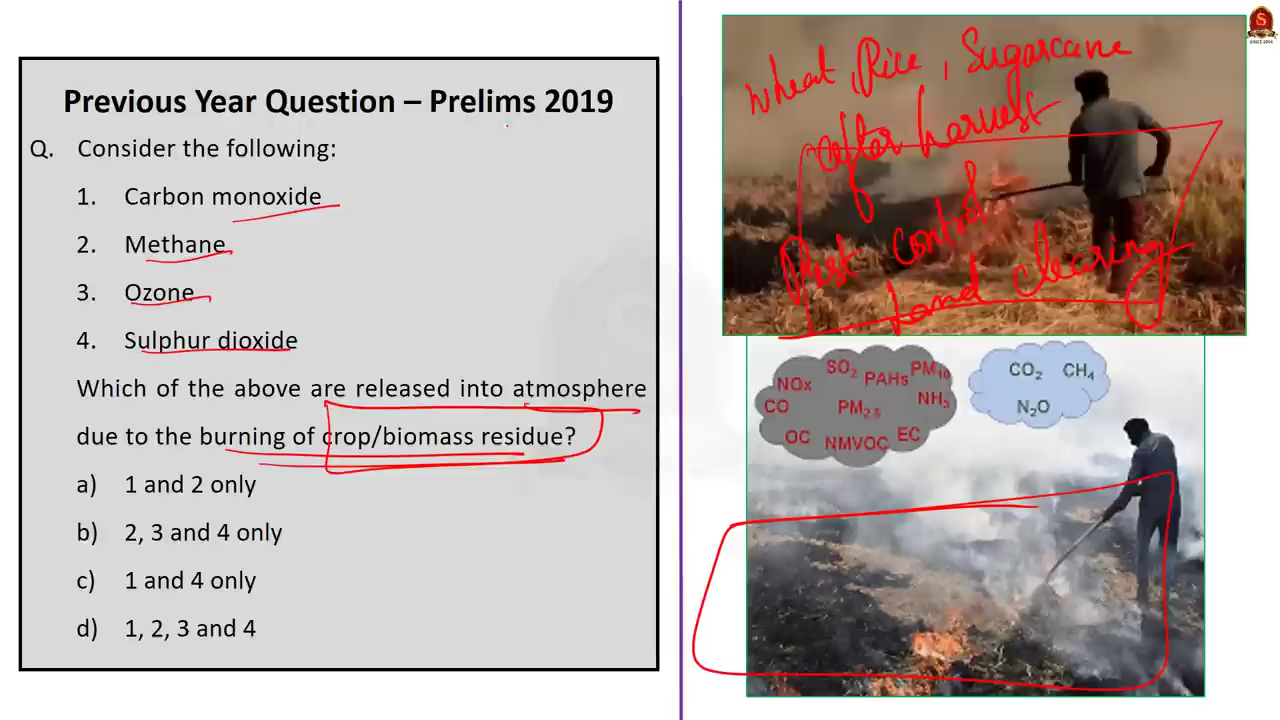 Previous Year Question – Prelims 2019
Q. Consider the following:
1. Carbon monoxide
2. Methane
3. Ozone
4. Sulphur dioxide
Which of the above are released into atmosphere
due to the burning of crop/biomass residue?
a) 1 and 2 only
b) 2, 3 and 4 only
c) 1 and 4 only
d) 1, 2, 3 and 4
wheat, Rice, Sugarcane
after harvest
Pest control
Land clearing
SINCE 2004
NOx SO2 PAHs PM10
CO PM2.5 NH3
OC NMVOC EC
CO2 CH4
N2O